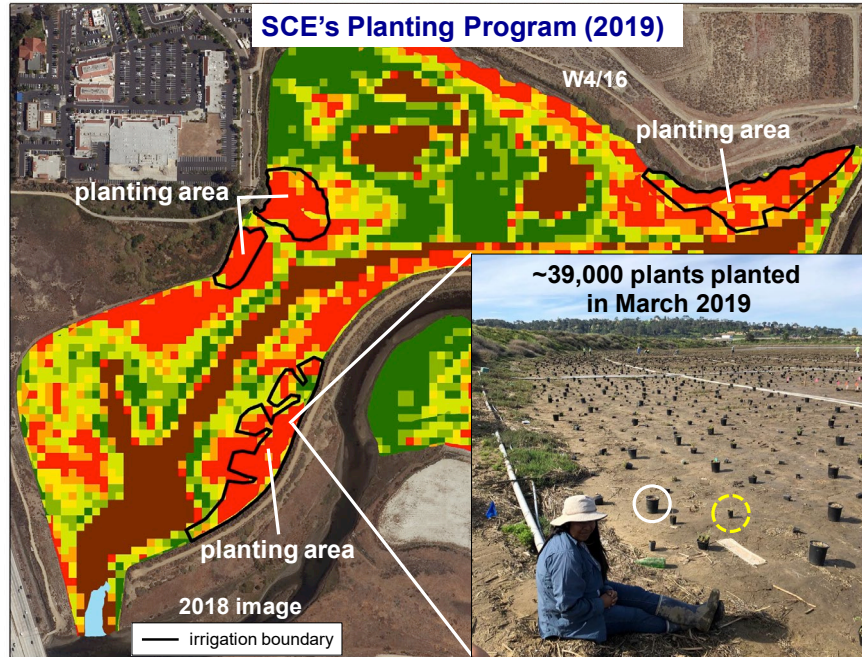 SCE's Planting Program (2019)
W4/16
planting area
planting area
~39,000 plants planted
in March 2019
planting area
2018 image
irrigation boundary